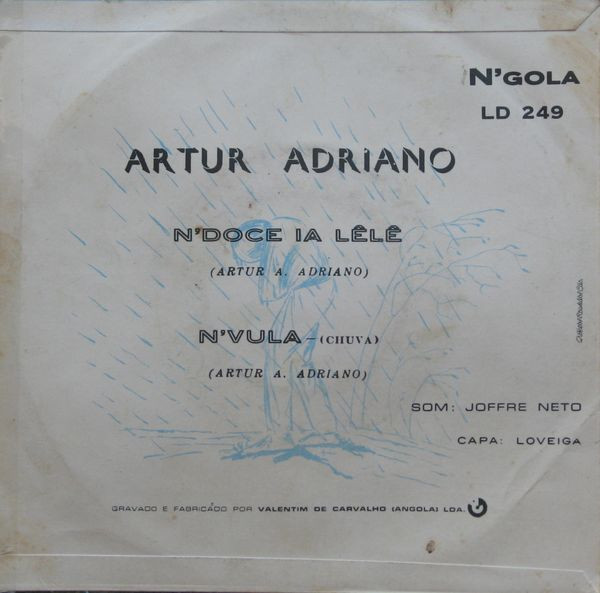 N'GOLA
LD 249
ARTUR ADRIANO
N'DOCE IA LÊLÊ
(ARTUR A. ADRIANO)
N'VULA - (CHUVA)
(ARTUR A. ADRIANO)
SOM: JOFFRE NETO
CAPA: LOVEIGA
GRAVADO E FABRICADO POR VALENTIM DE CARVALHO (ANGOLA) LDA.